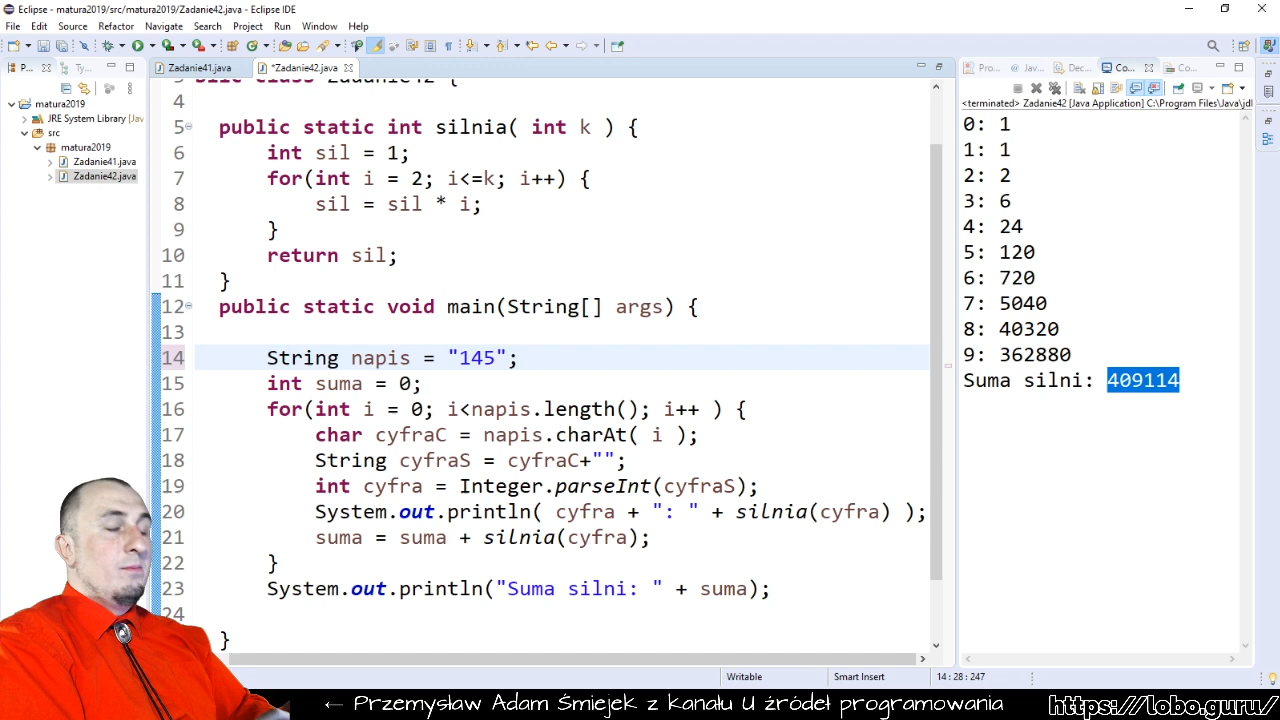 Eclipse - matura2019/src/matura2019/Zadanie42.java - Eclipse IDE
File Edit Source Refactor Navigate Search Project Run Window Help
P... Ty... Zadanie41.java *Zadanie42.java Pro... Jav... Dec... Co... Co...
matura2019
JRE System Library [Jav
src
matura2019
Zadanie41.java
Zadanie42.java
4
5 public static int silnia( int k ) {
6 int sil = 1;
7 for(int i = 2; i<=k; i++) {
8 sil = sil * i;
9 }
10 return sil;
11 }
12 public static void main(String[] args) {
13
14 String napis = "145";
15 int suma = 0;
16 for(int i = 0; i<napis.length(); i++ ) {
17 char cyfraC = napis.charAt( i );
18 String cyfraS = cyfraC+"";
19 int cyfra = Integer.parseInt(cyfraS);
20 System.out.println( cyfra + ": " + silnia(cyfra) );
21 suma = suma + silnia(cyfra);
22 }
23 System.out.println("Suma silni: " + suma);
24
}
<terminated> Zadanie42 [Java Application] C:\Program Files\Java\jdl
0: 1
1: 1
2: 2
3: 6
4: 24
5: 120
6: 720
7: 5040
8: 40320
9: 362880
Suma silni: 409114
Writable Smart Insert 14 : 28 : 247
← Przemysław Adam Śmiejek z kanału U źródeł programowania https://lobo.guru/